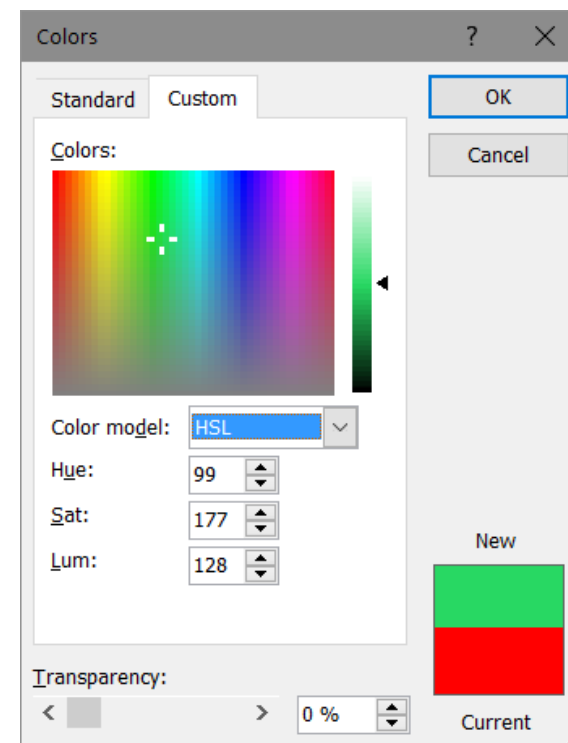 Colors ?
Standard Custom
OK
Cancel
Colors:
Color model: HSL
Hue: 99
Sat: 177
Lum: 128
New
Current
Transparency:
0 %